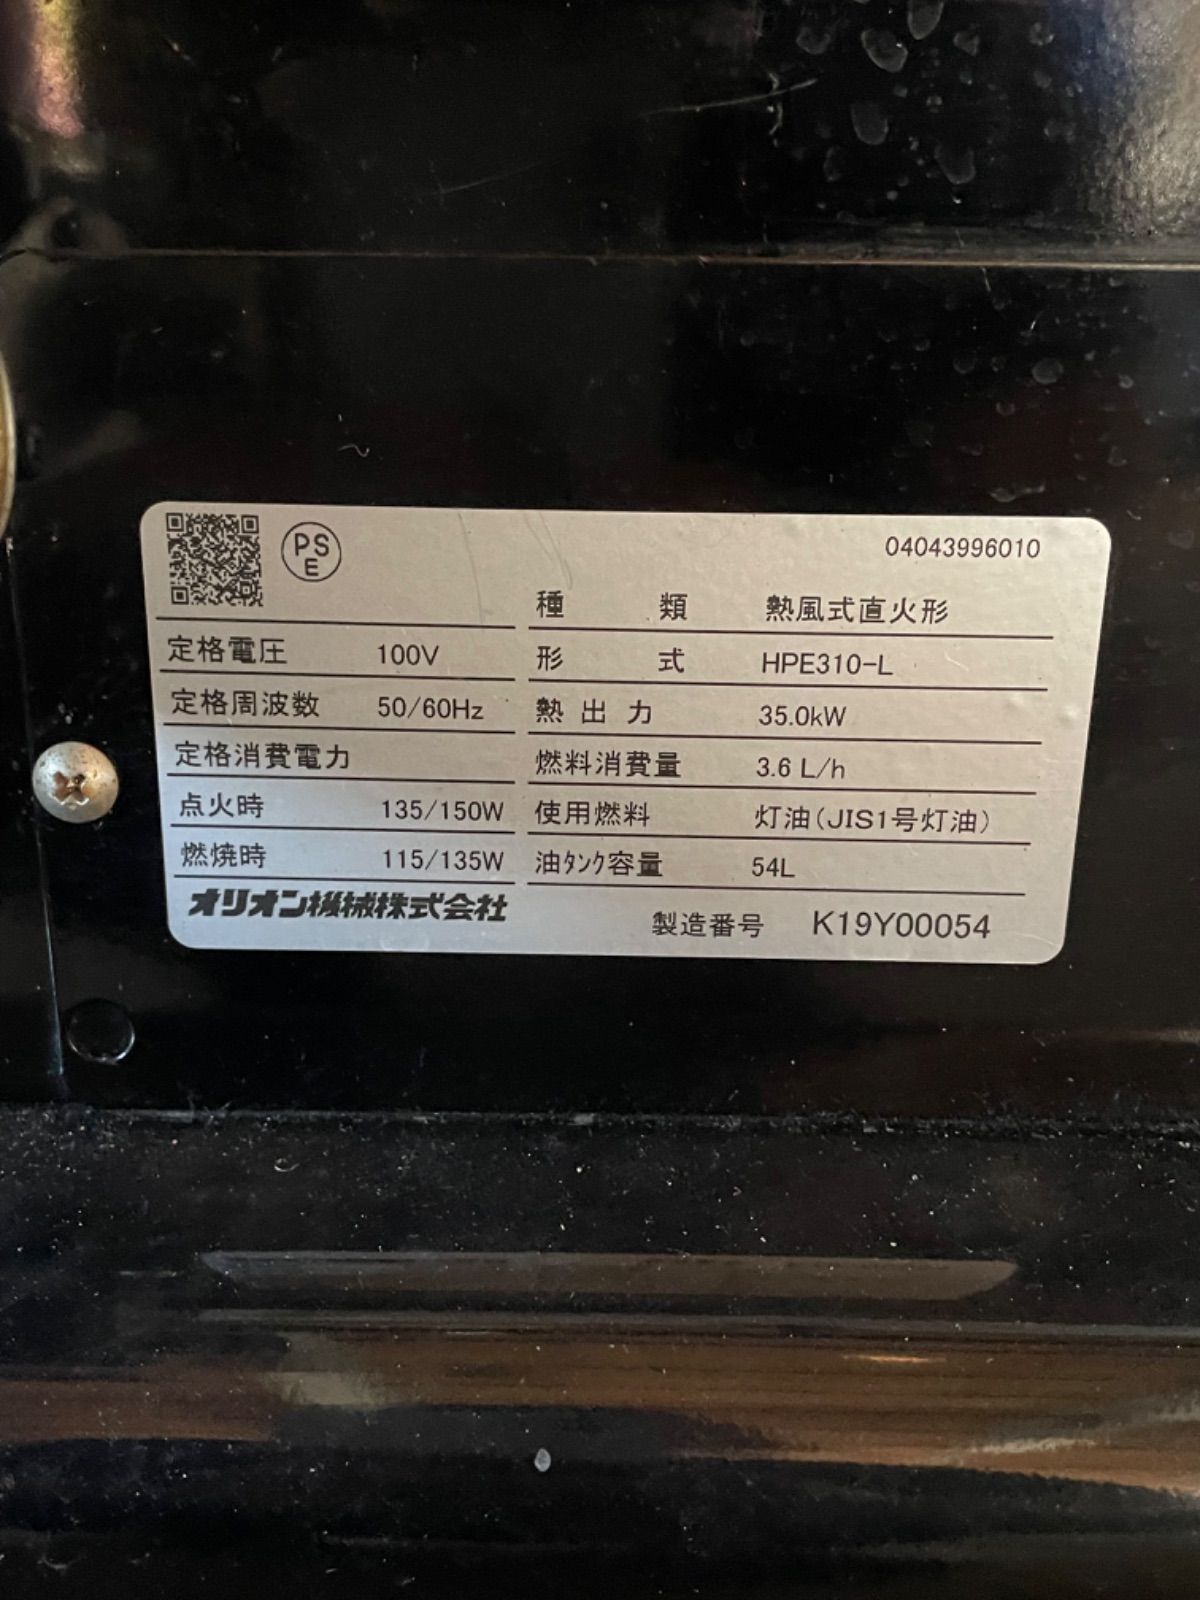 PS
E
04043996010
種 類 熱風式直火形
定格電圧 100V
形 式 HPE310-L
定格周波数 50/60Hz
熱 出 力 35.0kW
定格消費電力
燃料消費量 3.6 L/h
点火時 135/150W
使用燃料 灯油(JIS1号灯油)
燃焼時 115/135W
油タンク容量 54L
オリオン機械株式会社
製造番号 K19Y00054